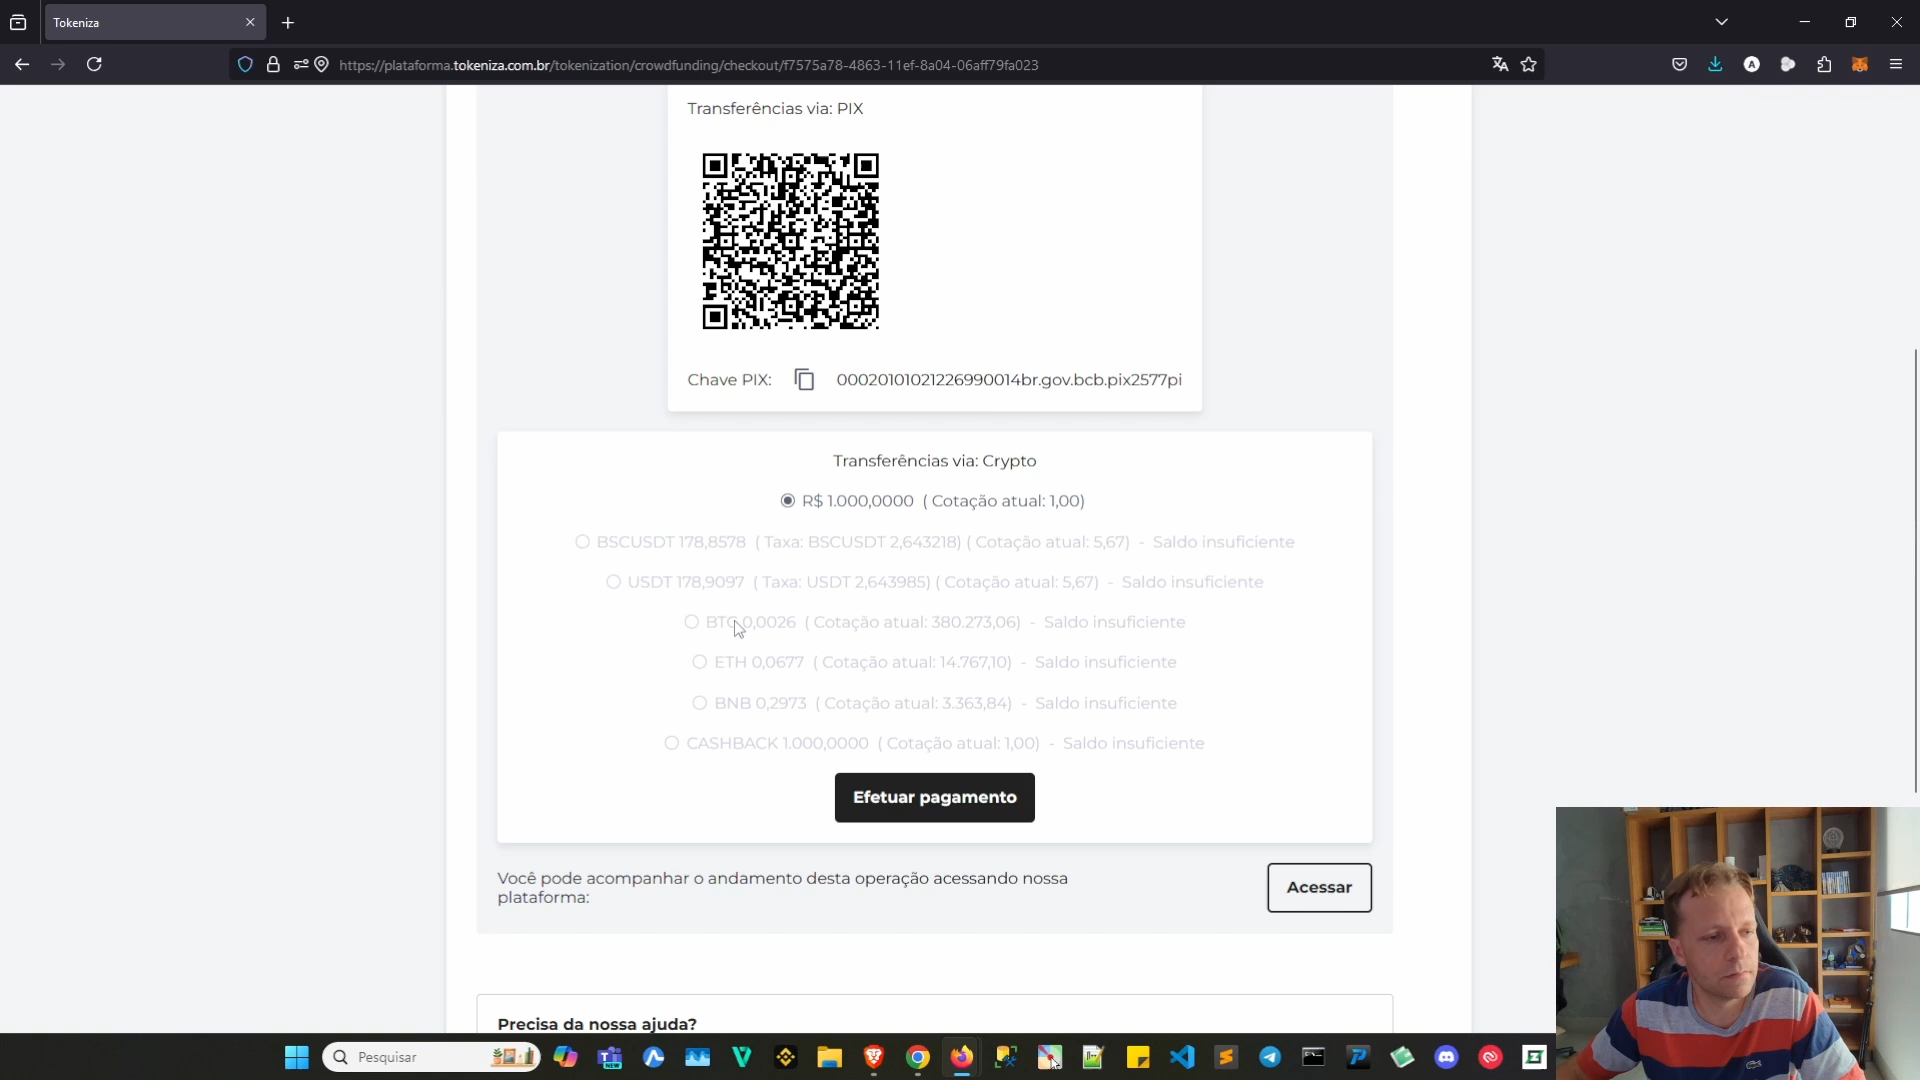 Tokeniza
https://plataforma.tokeniza.com.br/tokenization/crowdfunding/checkout/f7575a78-4863-11ef-8a04-06aff79fa023
Transferências via: PIX
Chave PIX: 00020101021226990014br.gov.bcb.pix2577pi
Transferências via: Crypto
R$ 1.000,0000 ( Cotação atual: 1,00)
BSCUSDT 178,8578 ( Taxa: BSCUSDT 2,643218) ( Cotação atual: 5,67) - Saldo insuficiente
USDT 178,9097 ( Taxa: USDT 2,643985) ( Cotação atual: 5,67) - Saldo insuficiente
BTC 0,0026 ( Cotação atual: 380.273,06) - Saldo insuficiente
ETH 0,0677 ( Cotação atual: 14.767,10) - Saldo insuficiente
BNB 0,2973 ( Cotação atual: 3.363,84) - Saldo insuficiente
CASHBACK 1.000,0000 ( Cotação atual: 1,00) - Saldo insuficiente
Efetuar pagamento
Você pode acompanhar o andamento desta operação acessando nossa
plataforma:
Acessar
Precisa da nossa ajuda?
Pesquisar
NEW